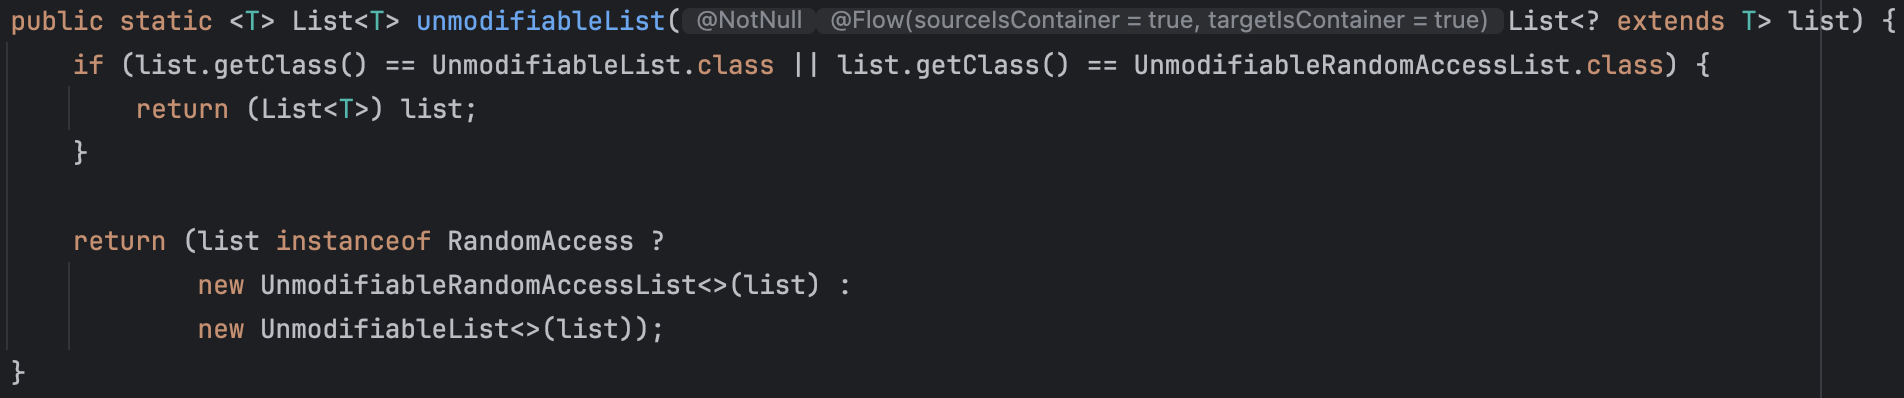 public static <T> List<T> unmodifiableList( @NotNull @Flow(sourceIsContainer = true, targetIsContainer = true) List<? extends T> list) {
    if (list.getClass() == UnmodifiableList.class || list.getClass() == UnmodifiableRandomAccessList.class) {
        return (List<T>) list;
    }

    return (list instanceof RandomAccess ?
            new UnmodifiableRandomAccessList<>(list) :
            new UnmodifiableList<>(list));
}